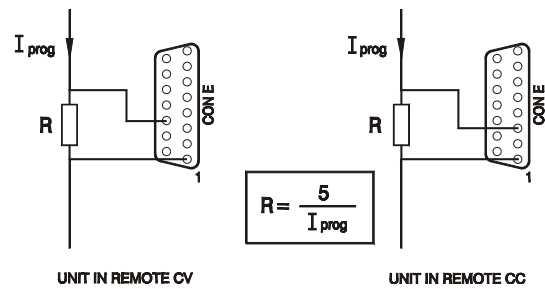 I prog
R
CON E
1
UNIT IN REMOTE CV
R = 5 / I prog
I prog
R
CON E
1
UNIT IN REMOTE CC